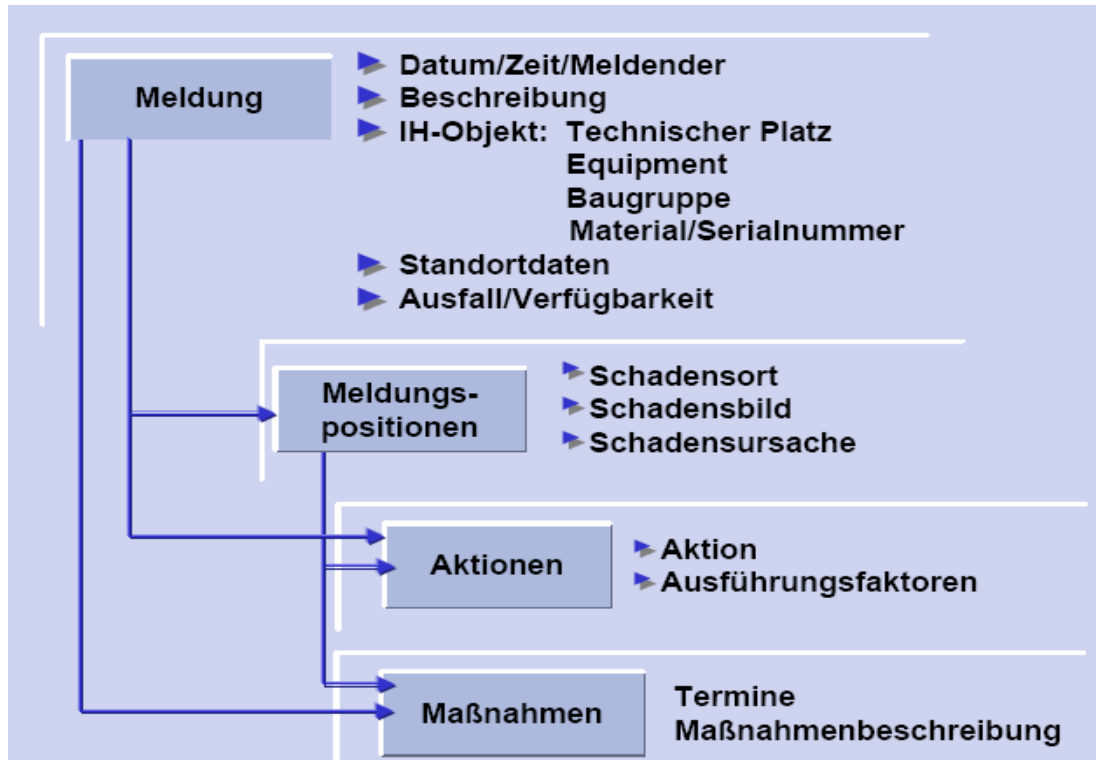 Meldung
Datum/Zeit/Meldender
Beschreibung
IH-Objekt: Technischer Platz
Equipment
Baugruppe
Material/Serialnummer
Standortdaten
Ausfall/Verfügbarkeit
Meldungs-
positionen
Schadensort
Schadensbild
Schadensursache
Aktionen
Aktion
Ausführungsfaktoren
Maßnahmen
Termine
Maßnahmenbeschreibung